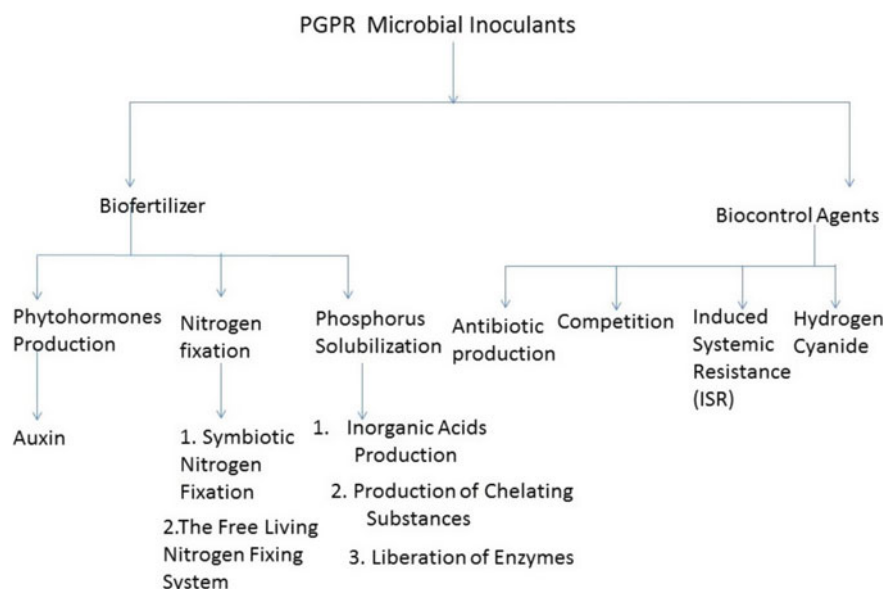 PGPR Microbial Inoculants
Biofertilizer
Biocontrol Agents
Phytohormones
Production
Nitrogen
fixation
Phosphorus
Solubilization
Antibiotic
production
Competition
Induced
Systemic
Resistance
(ISR)
Hydrogen
Cyanide
Auxin
1. Symbiotic
Nitrogen
Fixation
2.The Free Living
Nitrogen Fixing
System
1. Inorganic Acids
Production
2. Production of Chelating
Substances
3. Liberation of Enzymes